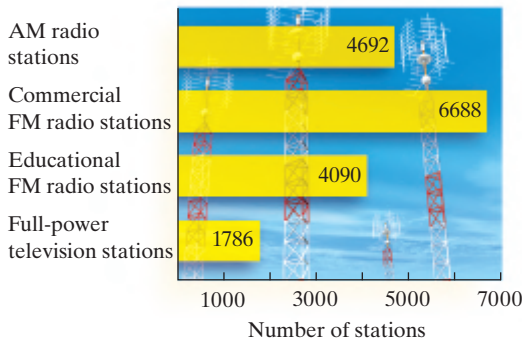 AM radio
stations
4692
Commercial
FM radio stations
6688
Educational
FM radio stations
4090
Full-power
television stations
1786
1000 3000 5000 7000
Number of stations